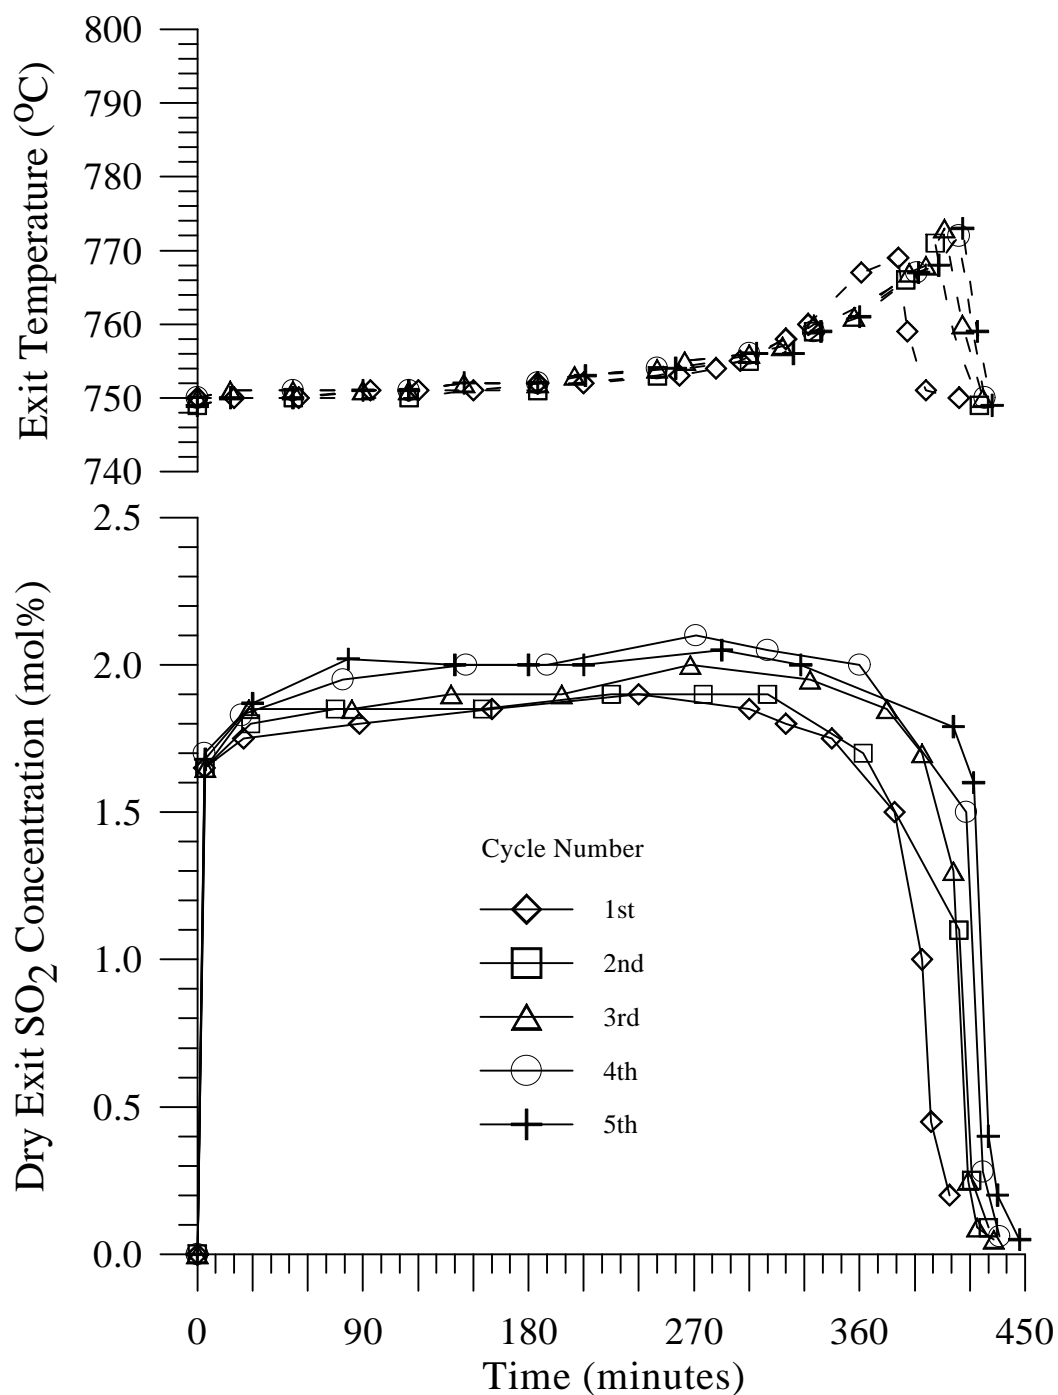 800
790
780
770
760
750
740
Exit Temperature (°C)
2.5
2.0
1.5
1.0
0.5
0.0
Dry Exit SO2 Concentration (mol%)
Cycle Number
1st
2nd
3rd
4th
5th
0 90 180 270 360 450
Time (minutes)